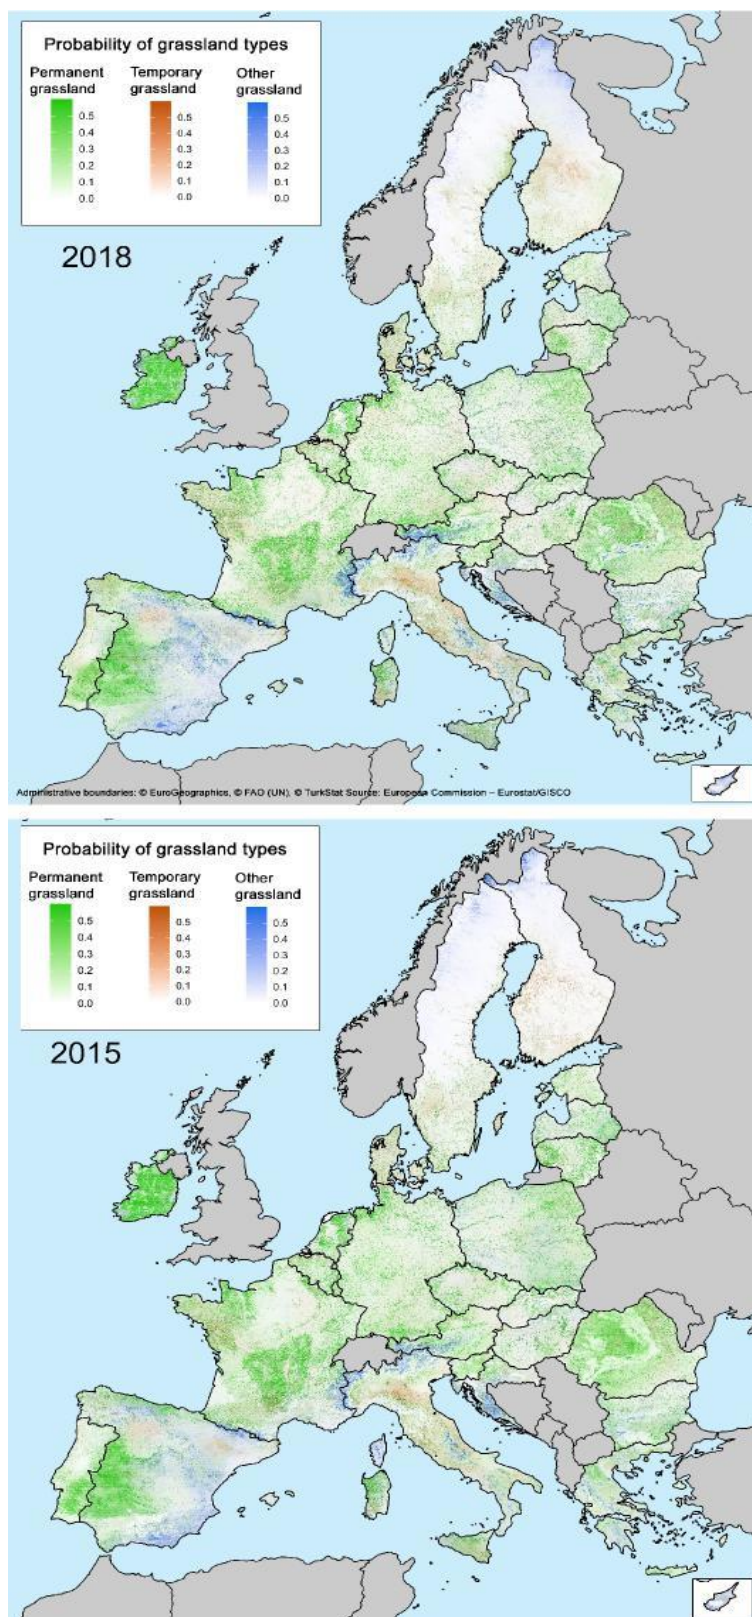 Probability of grassland types
Permanent grassland
Temporary grassland
Other grassland
0.5 0.5 0.5
0.4 0.4 0.4
0.3 0.3 0.3
0.2 0.2 0.2
0.1 0.1 0.1
0.0 0.0 0.0
2018
Administrative boundaries: © EuroGeographics, © FAO (UN), © TurkStat Source: European Commission – Eurostat/GISCO
Probability of grassland types
Permanent grassland
Temporary grassland
Other grassland
0.5 0.5 0.5
0.4 0.4 0.4
0.3 0.3 0.3
0.2 0.2 0.2
0.1 0.1 0.1
0.0 0.0 0.0
2015